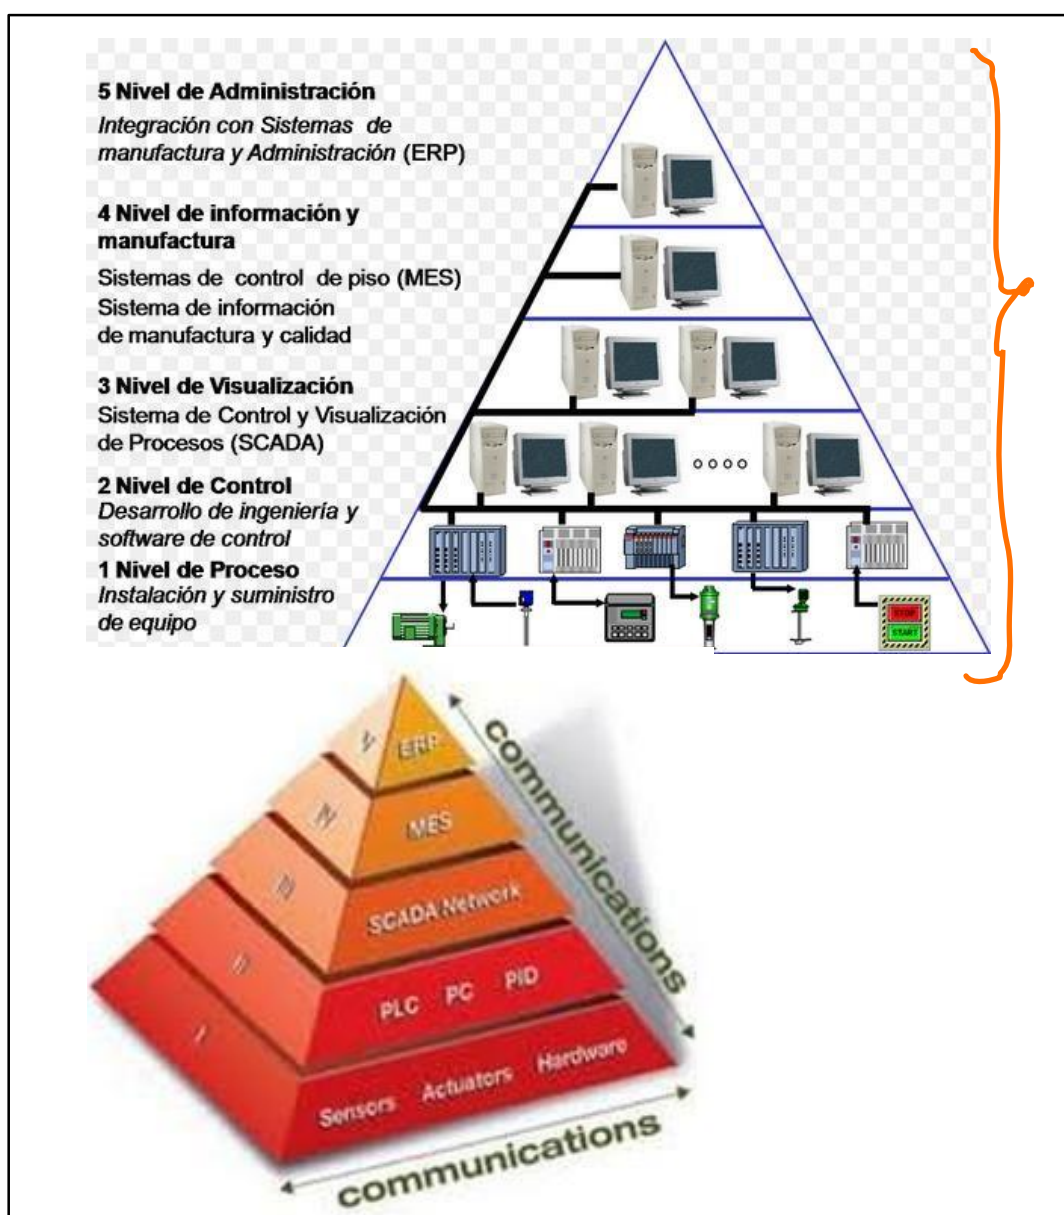 5 Nivel de Administración
Integración con Sistemas de
manufactura y Administración (ERP)
4 Nivel de información y
manufactura
Sistemas de control de piso (MES)
Sistema de información
de manufactura y calidad
3 Nivel de Visualización
Sistema de Control y Visualización
de Procesos (SCADA)
2 Nivel de Control
Desarrollo de ingeniería y
software de control
1 Nivel de Proceso
Instalación y suministro
de equipo
STOP
START
V ERP
IV MES
III SCADA Network
II PLC PC PID
I Sensors Actuators Hardware
communications
communications